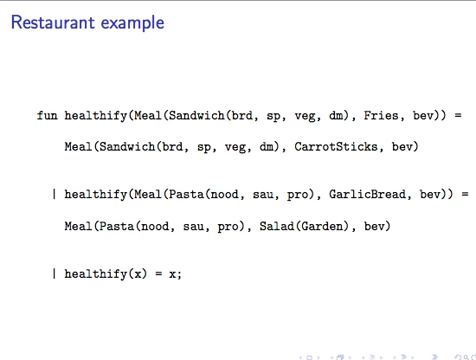 Restaurant example
fun healthify(Meal(Sandwich(brd, sp, veg, dm), Fries, bev)) =
Meal(Sandwich(brd, sp, veg, dm), CarrotSticks, bev)
| healthify(Meal(Pasta(nood, sau, pro), GarlicBread, bev)) =
Meal(Pasta(nood, sau, pro), Salad(Garden), bev)
| healthify(x) = x;